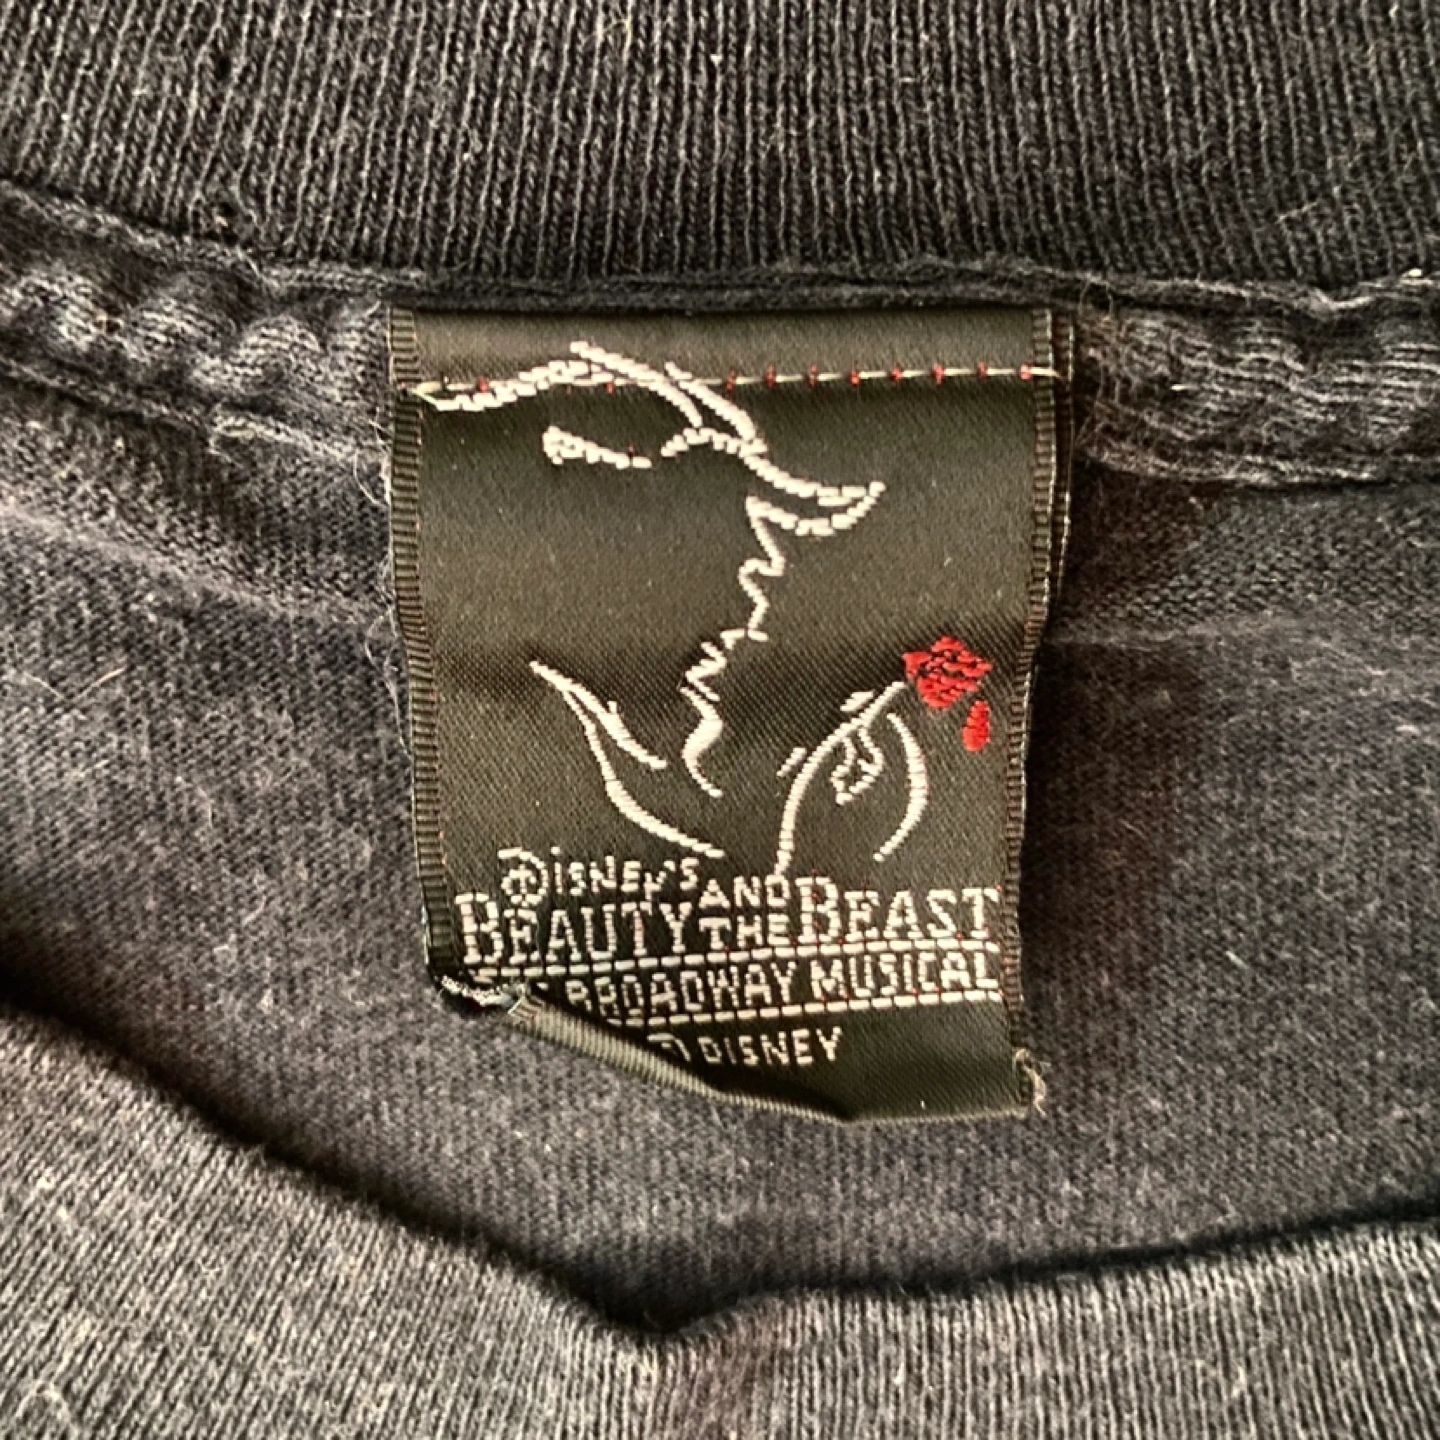 DISNEY'S
BEAUTY AND THE BEAST
BROADWAY MUSICAL
DISNEY